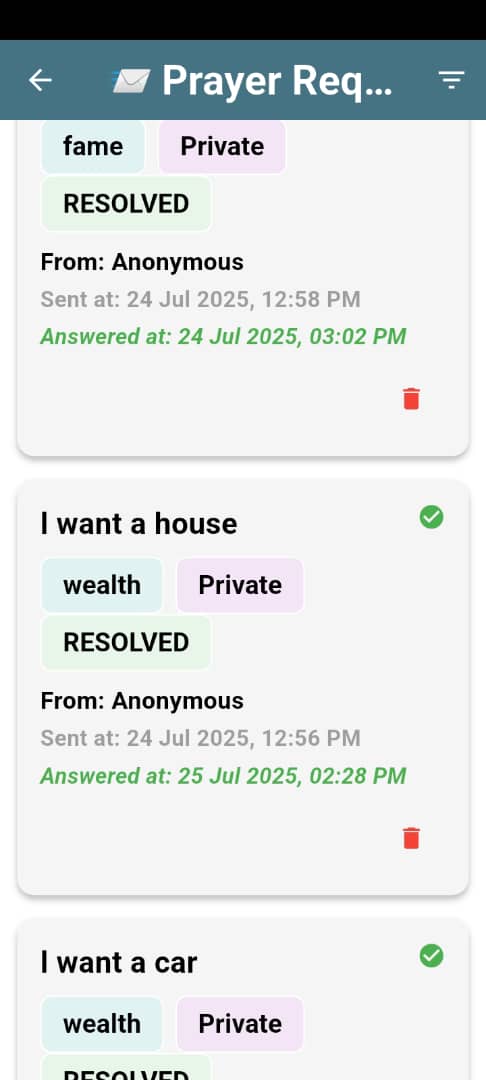 Prayer Req...
fame Private
RESOLVED
From: Anonymous
Sent at: 24 Jul 2025, 12:58 PM
Answered at: 24 Jul 2025, 03:02 PM
I want a house
wealth Private
RESOLVED
From: Anonymous
Sent at: 24 Jul 2025, 12:56 PM
Answered at: 25 Jul 2025, 02:28 PM
I want a car
wealth Private
RESOLVED